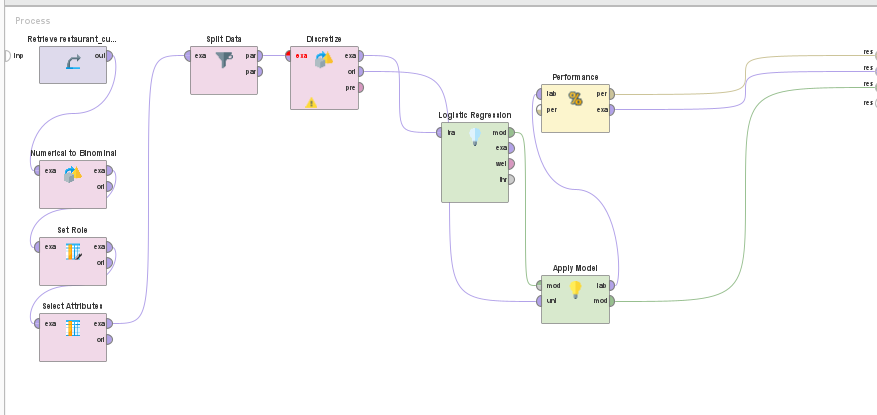 Process
Retrieve restaurant_cu...
inp
out
Numerical to Binominal
exa
exa
ori
Set Role
exa
exa
ori
Select Attributes
exa
exa
ori
Split Data
exa
par
par
Discretize
exa
exa
ori
pre
Logistic Regression
tra
mod
exa
wei
thr
Performance
lab
per
per
exa
Apply Model
mod
lab
unl
mod
res
res
res
res